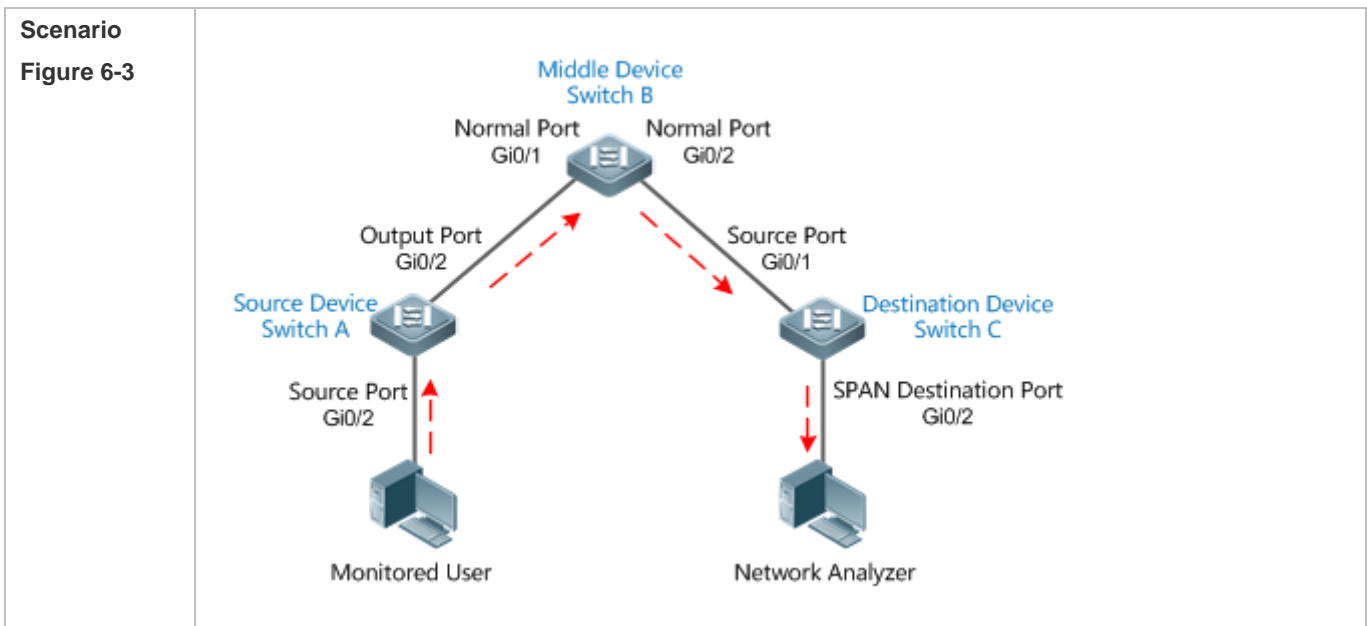 Scenario
Figure 6-3
Middle Device
Switch B
Normal Port
Gi0/1
Normal Port
Gi0/2
Output Port
Gi0/2
Source Port
Gi0/1
Source Device
Switch A
Destination Device
Switch C
Source Port
Gi0/2
SPAN Destination Port
Gi0/2
Monitored User
Network Analyzer